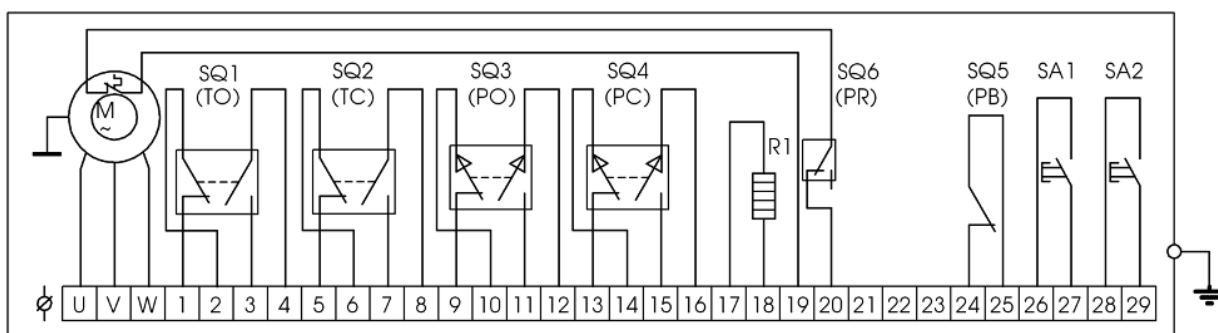 SQ1 SQ2 SQ3 SQ4 SQ6 SQ5 SA1 SA2
(TO) (TC) (PO) (PC) (PR) (PB)
M
~
R1
U V W 1 2 3 4 5 6 7 8 9 10 11 12 13 14 15 16 17 18 19 20 21 22 23 24 25 26 27 28 29